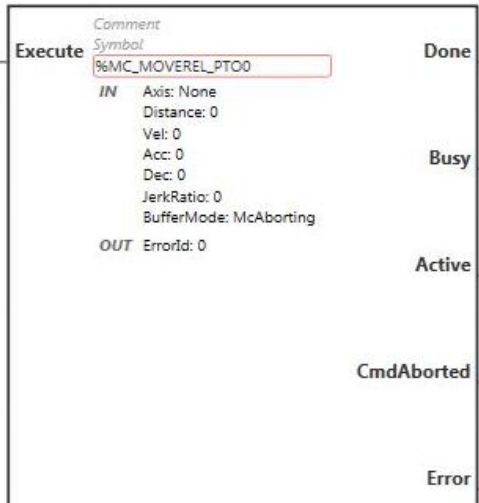 Comment
Execute Symbol Done
%MC_MOVEREL_PTO0
IN Axis: None
Distance: 0
Vel: 0
Acc: 0 Busy
Dec: 0
JerkRatio: 0
BufferMode: McAborting
OUT ErrorId: 0
Active
CmdAborted
Error